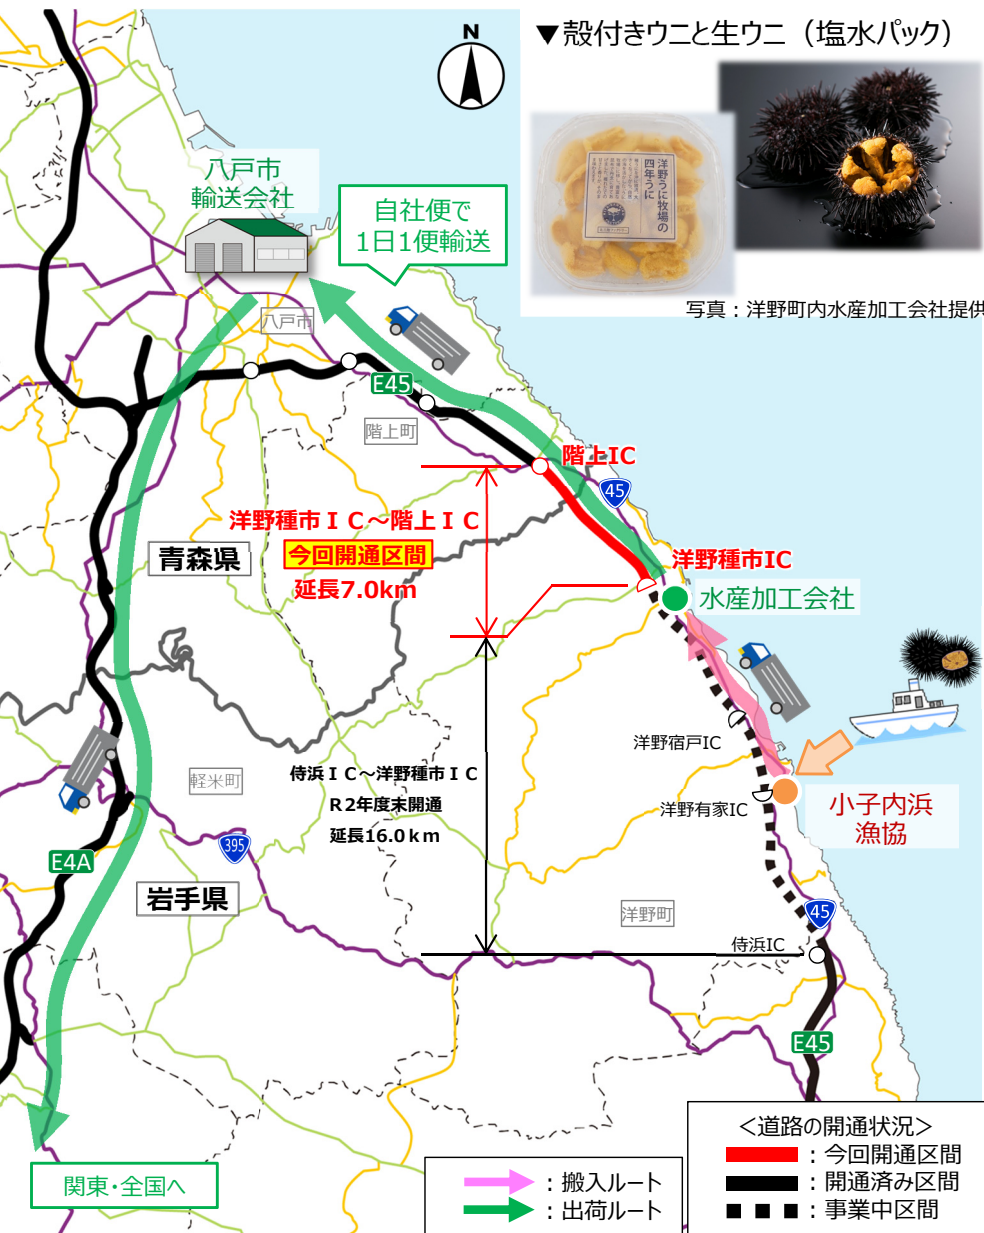 ▼殻付きウニと生ウニ（塩水パック）
N
洋野うに牧場の
四年うに
写真：洋野町内水産加工会社提供
八戸市
輸送会社
自社便で
1日1便輸送
八戸市
E45
階上町
階上IC
45
洋野種市ＩＣ～階上ＩＣ
今回開通区間
延長7.0km
青森県
洋野種市IC
水産加工会社
洋野宿戸IC
侍浜ＩＣ～洋野種市ＩＣ
Ｒ2年度末開通
延長16.0ｋｍ
軽米町
洋野有家IC
小子内浜
漁協
395
E4A
岩手県
洋野町
45
侍浜IC
E45
関東・全国へ
：搬入ルート
：出荷ルート
＜道路の開通状況＞
：今回開通区間
：開通済み区間
：事業中区間